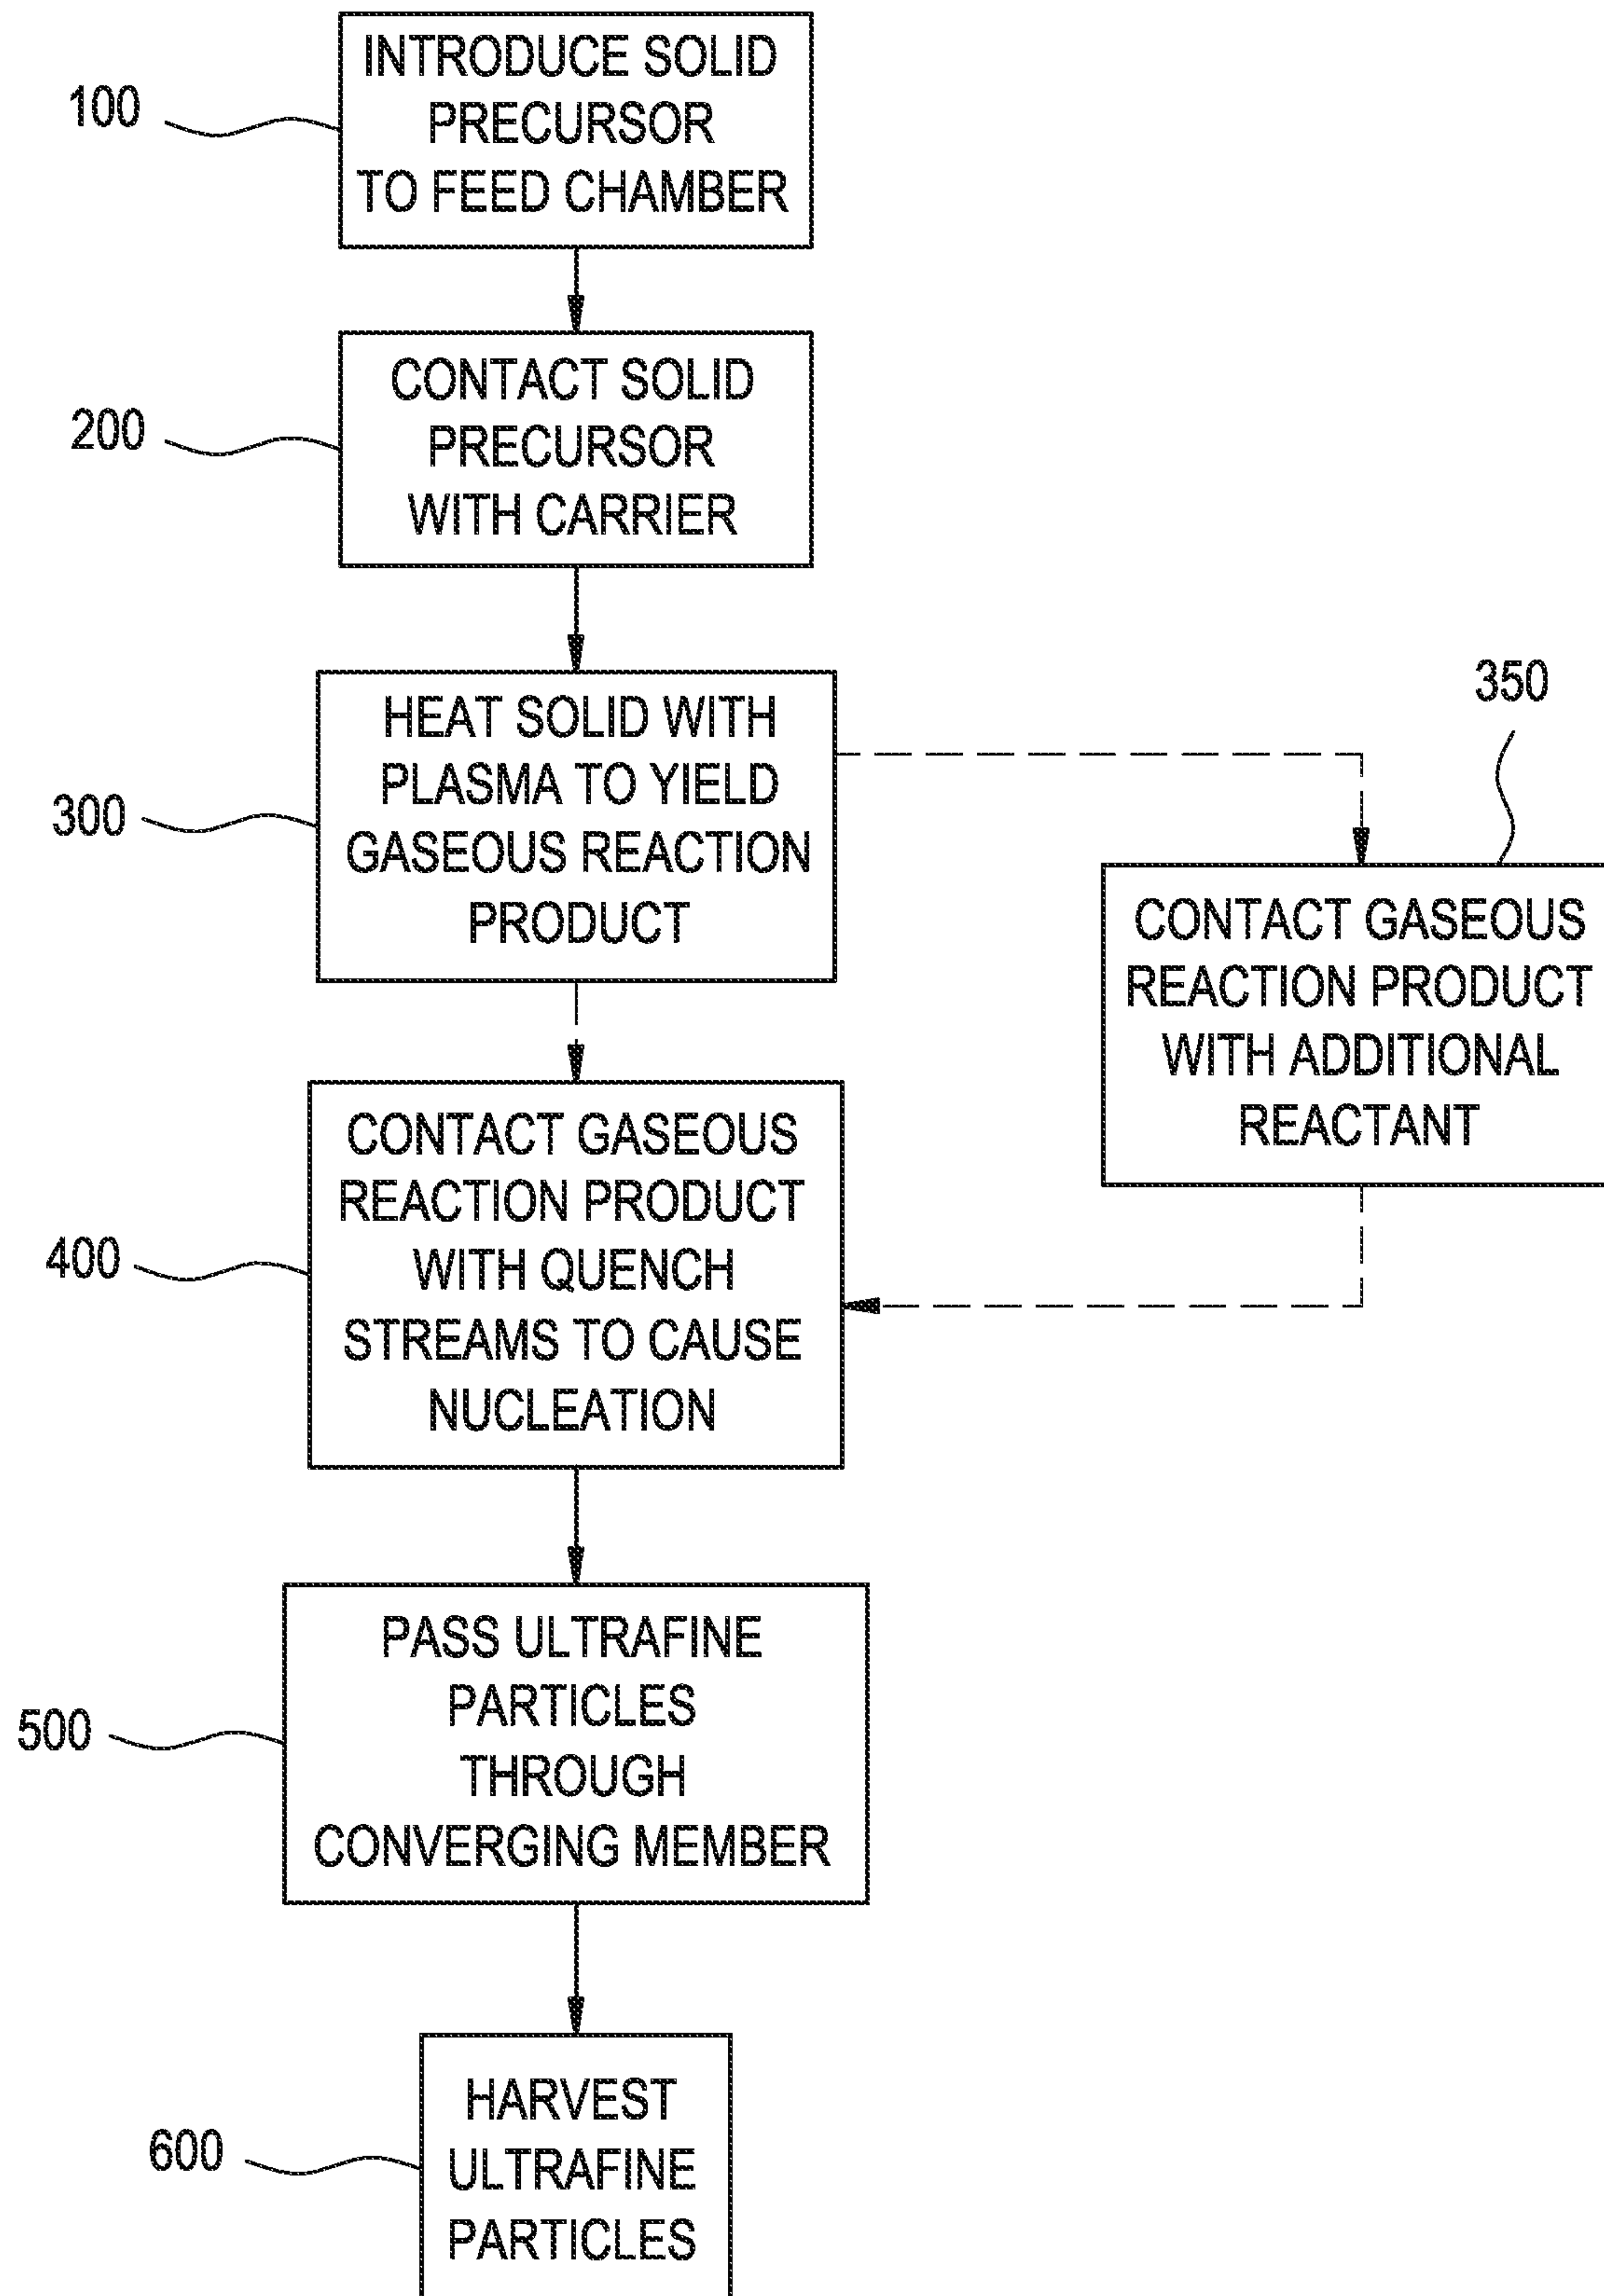 100
INTRODUCE SOLID
PRECURSOR
TO FEED CHAMBER
200
CONTACT SOLID
PRECURSOR
WITH CARRIER
300
HEAT SOLID WITH
PLASMA TO YIELD
GASEOUS REACTION
PRODUCT
350
CONTACT GASEOUS
REACTION PRODUCT
WITH ADDITIONAL
REACTANT
400
CONTACT GASEOUS
REACTION PRODUCT
WITH QUENCH
STREAMS TO CAUSE
NUCLEATION
500
PASS ULTRAFINE
PARTICLES
THROUGH
CONVERGING MEMBER
600
HARVEST
ULTRAFINE
PARTICLES